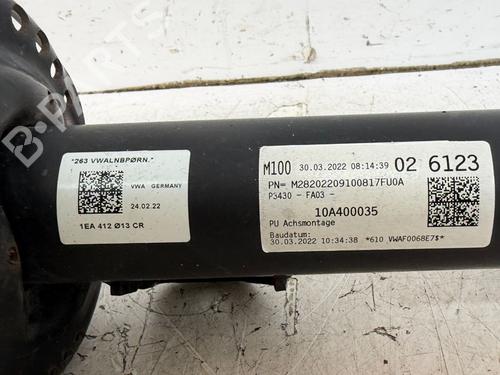 B-PARTS
*263 VWALNBPØRN.*
VWA GERMANY
24.02.22
1EA 412 Ø13 CR
M100 30.03.2022 08:14:39 02 6123
PN= M28202209100817FU0A
P3430 - FA03 -
10A400035
PU Achsmontage
Baudatum:
30.03.2022 10:34:38 *610 VWAF0068E7$*